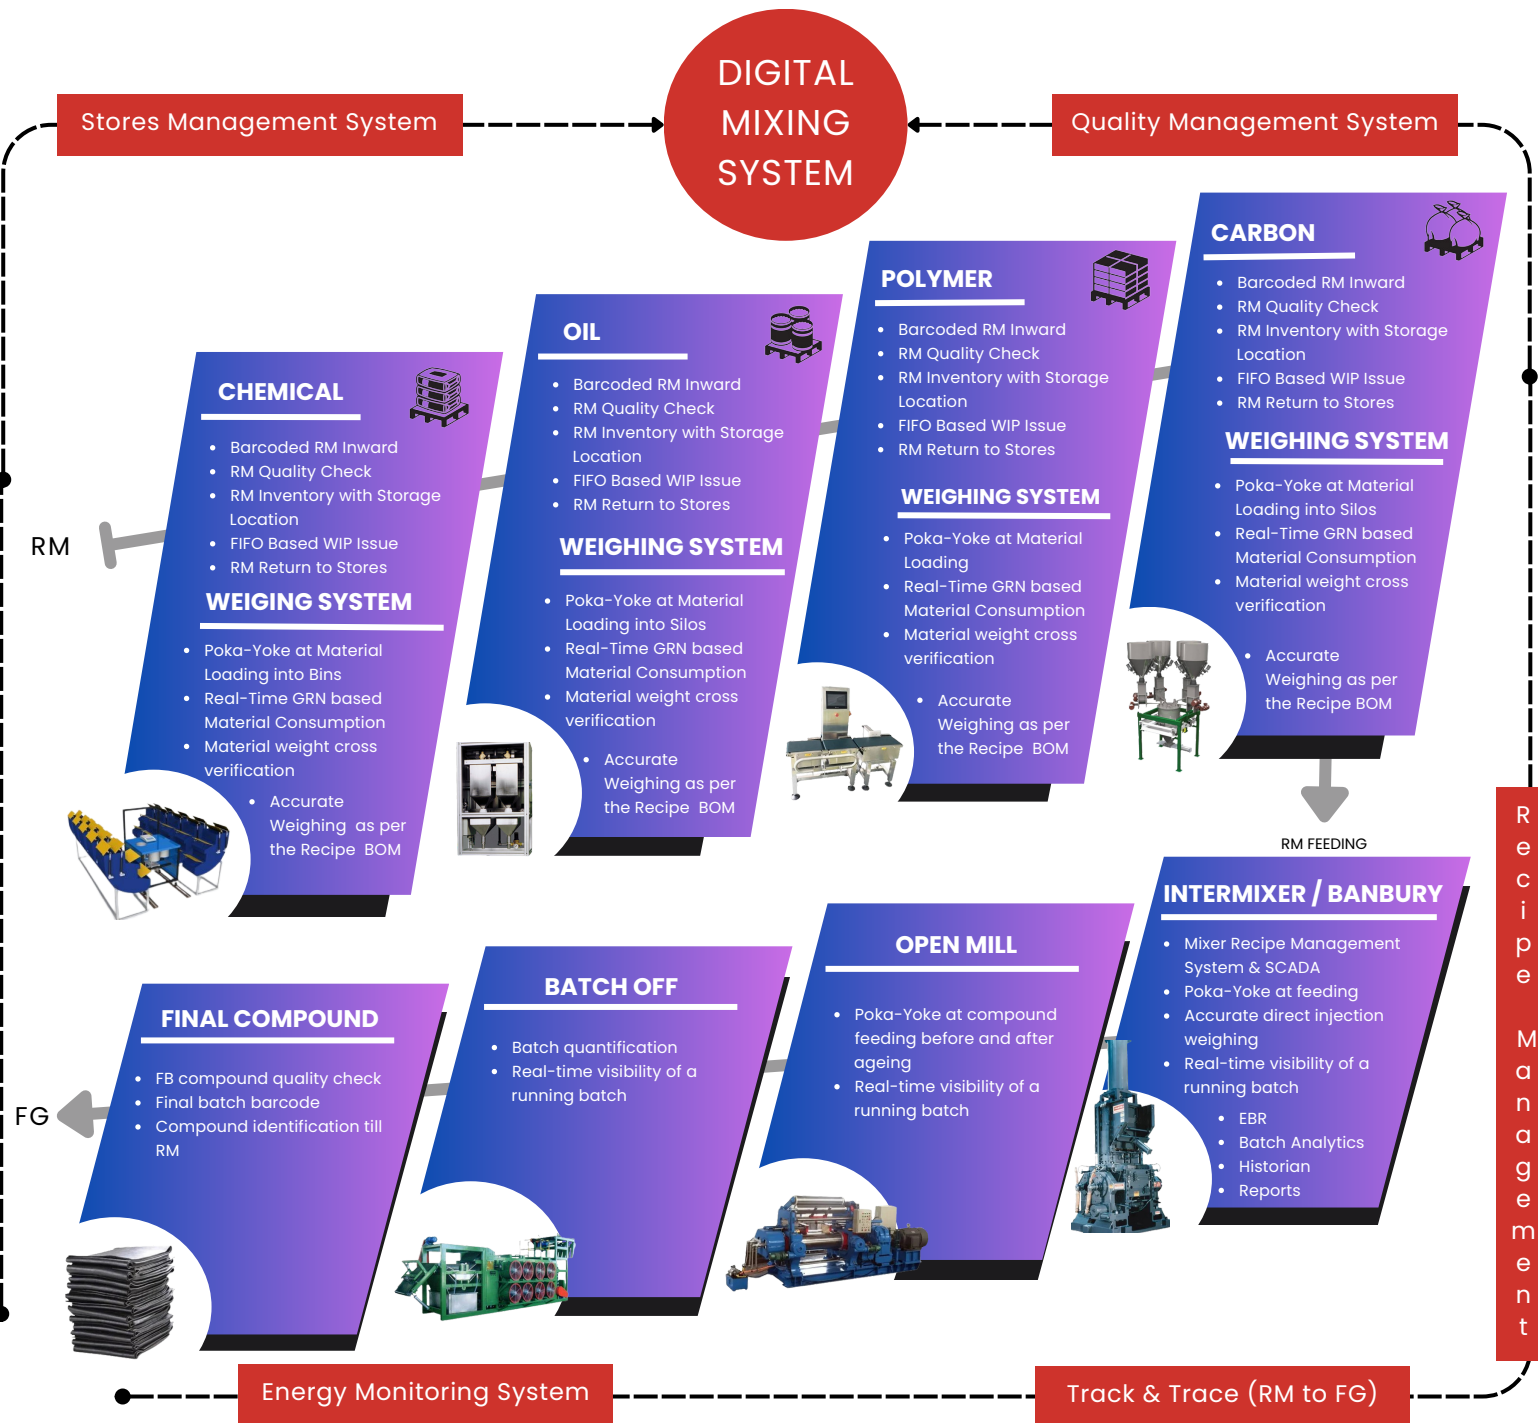 DIGITAL
MIXING
SYSTEM
Stores Management System
Quality Management System
RM
CHEMICAL
Barcoded RM Inward
RM Quality Check
RM Inventory with Storage
Location
FIFO Based WIP Issue
RM Return to Stores
WEIGING SYSTEM
Poka-Yoke at Material
Loading into Bins
Real-Time GRN based
Material Consumption
Material weight cross
verification
Accurate
Weighing as per
the Recipe BOM
OIL
Barcoded RM Inward
RM Quality Check
RM Inventory with Storage
Location
FIFO Based WIP Issue
RM Return to Stores
WEIGHING SYSTEM
Poka-Yoke at Material
Loading into Silos
Real-Time GRN based
Material Consumption
Material weight cross
verification
Accurate
Weighing as per
the Recipe BOM
POLYMER
Barcoded RM Inward
RM Quality Check
RM Inventory with Storage
Location
FIFO Based WIP Issue
RM Return to Stores
WEIGHING SYSTEM
Poka-Yoke at Material
Loading
Real-Time GRN based
Material Consumption
Material weight cross
verification
Accurate
Weighing as per
the Recipe BOM
CARBON
Barcoded RM Inward
RM Quality Check
RM Inventory with Storage
Location
FIFO Based WIP Issue
RM Return to Stores
WEIGHING SYSTEM
Poka-Yoke at Material
Loading into Silos
Real-Time GRN based
Material Consumption
Material weight cross
verification
Accurate
Weighing as per
the Recipe BOM
RM FEEDING
INTERMIXER / BANBURY
Mixer Recipe Management
System & SCADA
Poka-Yoke at feeding
Accurate direct injection
weighing
Real-time visibility of a
running batch
EBR
Batch Analytics
Historian
Reports
OPEN MILL
Poka-Yoke at compound
feeding before and after
ageing
Real-time visibility of a
running batch
BATCH OFF
Batch quantification
Real-time visibility of a
running batch
FINAL COMPOUND
FB compound quality check
Final batch barcode
Compound identification till
RM
FG
Recipe Management
Energy Monitoring System
Track & Trace (RM to FG)